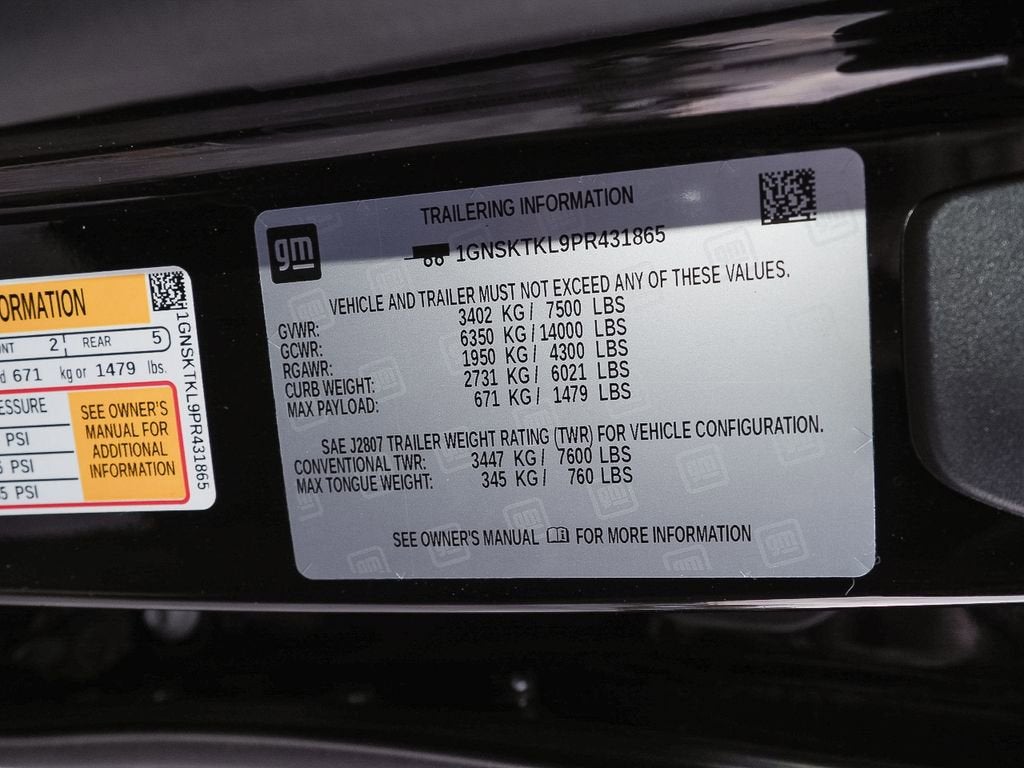 ORMATION
NT 2 REAR 5
d 671 kg or 1479 lbs.
ESSURE
PSI
5 PSI
5 PSI
SEE OWNER'S
MANUAL FOR
ADDITIONAL
INFORMATION
1GNSKTKL9PR431865
gm
TRAILERING INFORMATION
1GNSKTKL9PR431865
VEHICLE AND TRAILER MUST NOT EXCEED ANY OF THESE VALUES.
GVWR: 3402 KG / 7500 LBS
GCWR: 6350 KG / 14000 LBS
RGAWR: 1950 KG / 4300 LBS
CURB WEIGHT: 2731 KG / 6021 LBS
MAX PAYLOAD: 671 KG / 1479 LBS
SAE J2807 TRAILER WEIGHT RATING (TWR) FOR VEHICLE CONFIGURATION.
CONVENTIONAL TWR: 3447 KG / 7600 LBS
MAX TONGUE WEIGHT: 345 KG / 760 LBS
SEE OWNER'S MANUAL FOR MORE INFORMATION